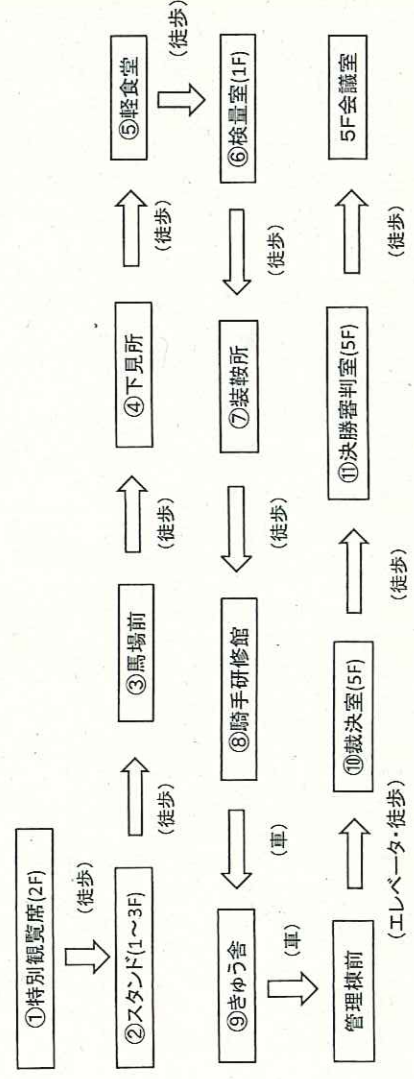 ①特別観覧席(2F)
(徒歩)
②スタンド(1~3F)
(徒歩)
③馬場前
(徒歩)
④下見所
(徒歩)
⑤軽食堂
(徒歩)
⑥検量室(1F)
(徒歩)
⑦装鞍所
(徒歩)
⑧騎手研修館
(車)
⑨きゅう舎
(車)
管理棟前
(エレベータ・徒歩)
⑩裁決室(5F)
(徒歩)
⑪決勝審判室(5F)
(徒歩)
5F会議室